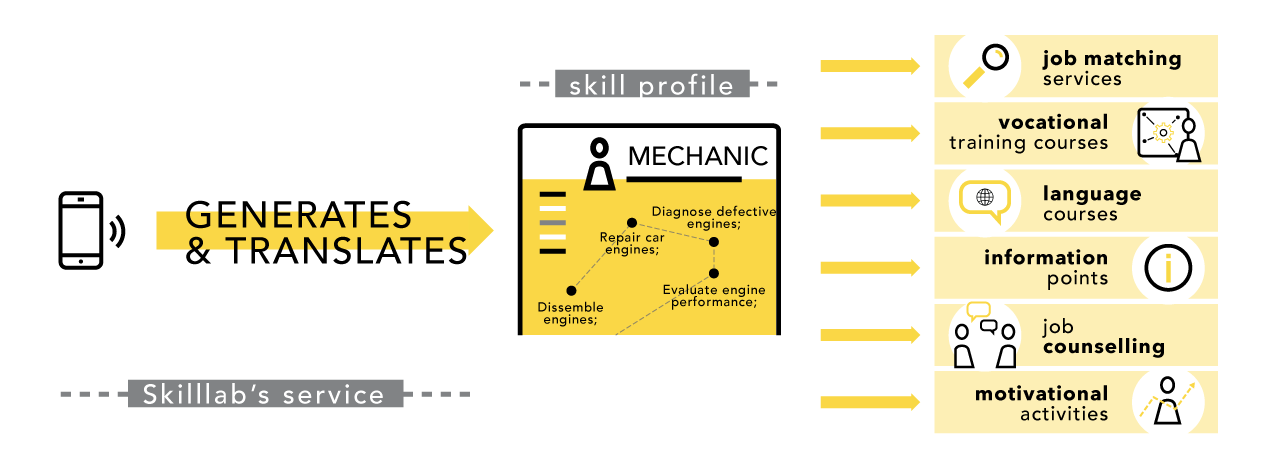 GENERATES
& TRANSLATES
Skilllab's service
skill profile
MECHANIC
Diagnose defective
engines;
Repair car
engines;
Evaluate engine
performance;
Dissemble
engines;
job matching
services
vocational
training courses
language
courses
information
points
i
job
counselling
motivational
activities